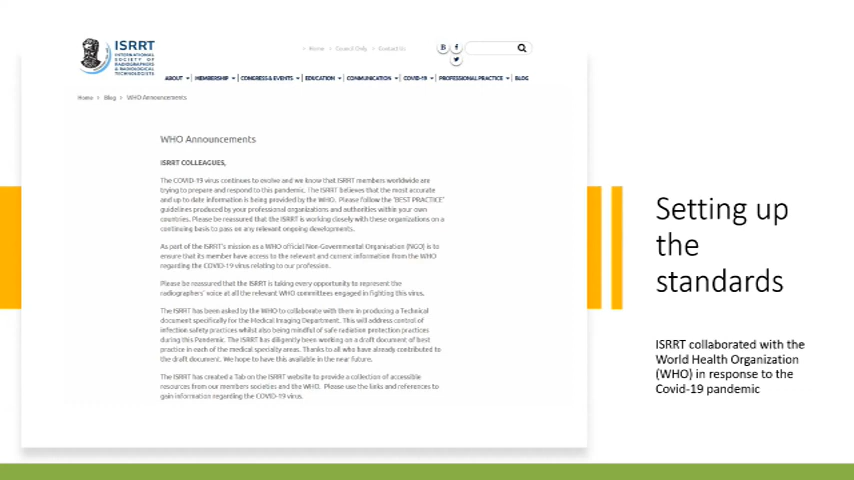 ISRRT
INTERNATIONAL
SOCIETY OF
RADIOGRAPHERS
& RADIOLOGICAL
TECHNOLOGISTS
Home
Council Only
Contact Us
B f
ABOUT
MEMBERSHIP
CONGRESS & EVENTS
EDUCATION
COMMUNICATION
COVID-19
PROFESSIONAL PRACTICE
BLOG
Home > Blog > WHO Announcements
WHO Announcements
ISRRT COLLEAGUES,
The COVID-19 virus continues to evolve and we know that ISRRT members worldwide are
trying to prepare and respond to this pandemic. The ISRRT believes that the most accurate
and up to date information is being provided by the WHO. Please follow the 'BEST PRACTICE'
guidelines produced by your professional organizations and authorities within your own
countries. Please be reassured that the ISRRT is working closely with these organizations on a
continuing basis to pass on any relevant ongoing developments.
As part of the ISRRT's mission as a WHO official Non-Governmental Organisation (NGO) is to
ensure that its member have access to the relevant and current information from the WHO
regarding the COVID-19 virus relating to our profession.
Please be reassured that the ISRRT is taking every opportunity to represent the
radiographers' voice at all the relevant WHO committees engaged in fighting this virus.
The ISRRT has been asked by the WHO to collaborate with them in producing a Technical
document specifically for the Medical Imaging Department. This will address control of
infection safety practices whilst also being mindful of safe radiation protection practices
during this Pandemic. The ISRRT has diligently been working on a draft document of best
practice in each of the medical specialty areas. Thanks to all who have already contributed to
the draft document. We hope to have this available in the near future.
The ISRRT has created a Tab on the ISRRT website to provide a collection of accessible
resources from our members societies and the WHO. Please use the links and references to
gain information regarding the COVID-19 virus.
Setting up
the
standards
ISRRT collaborated with the
World Health Organization
(WHO) in response to the
Covid-19 pandemic